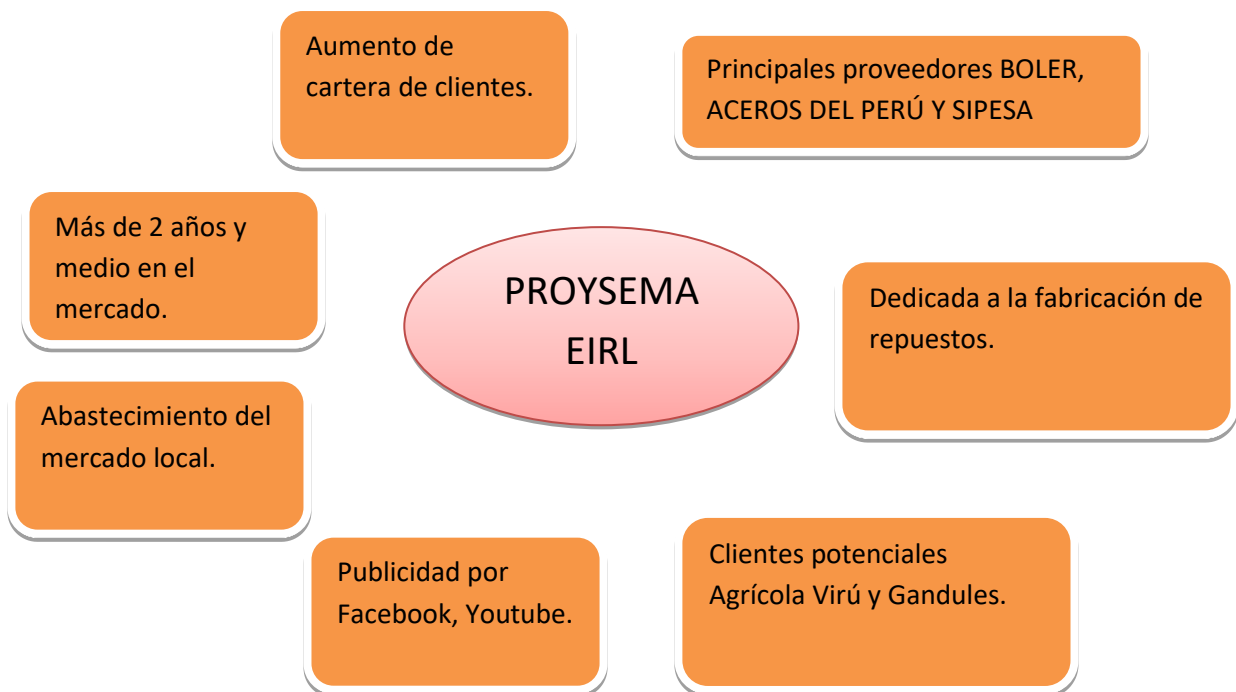 Aumento de
cartera de clientes.
Principales proveedores BOLER,
ACEROS DEL PERÚ Y SIPESA
Más de 2 años y
medio en el
mercado.
PROYSEMA
EIRL
Dedicada a la fabricación de
repuestos.
Abastecimiento del
mercado local.
Publicidad por
Facebook, Youtube.
Clientes potenciales
Agrícola Virú y Gandules.